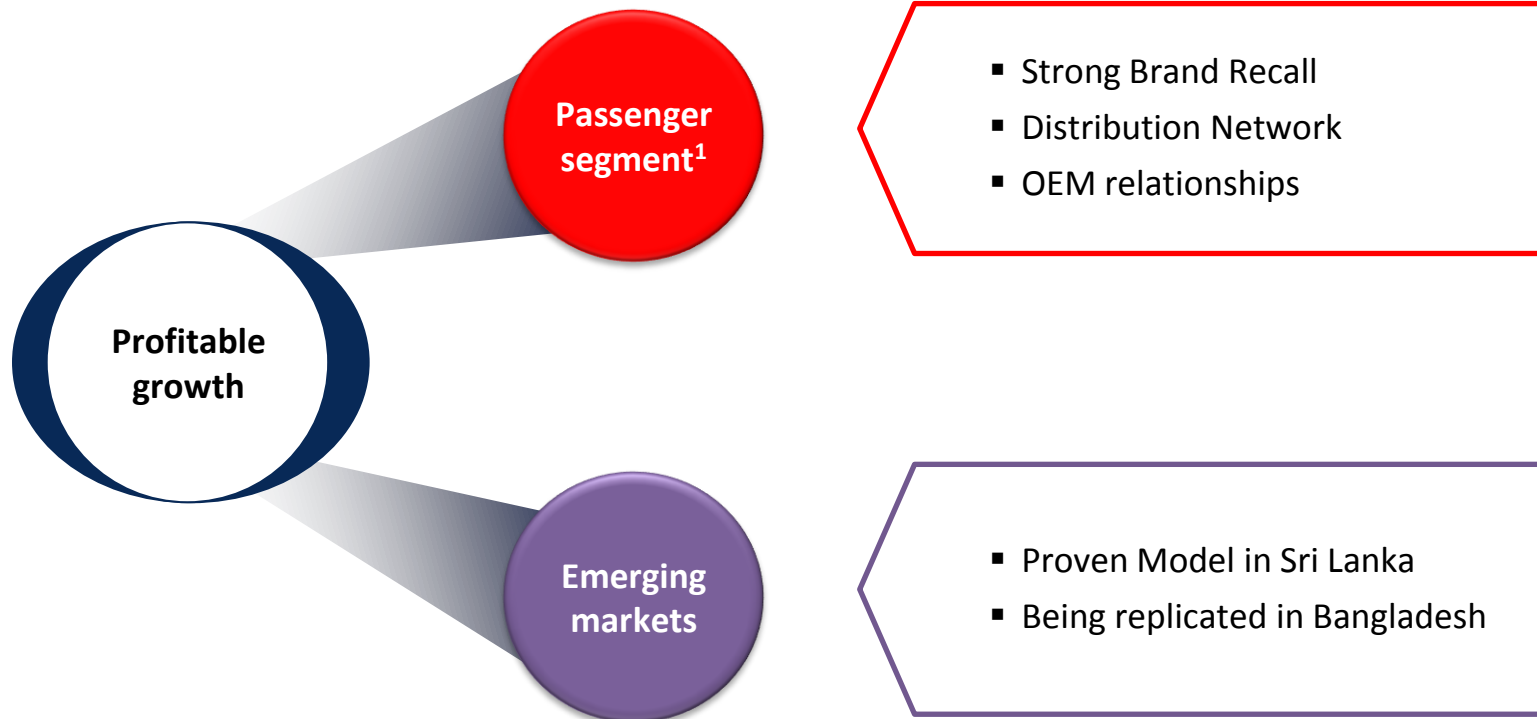 Passenger
segment¹
▪ Strong Brand Recall
▪ Distribution Network
▪ OEM relationships
Profitable
growth
Emerging
markets
▪ Proven Model in Sri Lanka
▪ Being replicated in Bangladesh